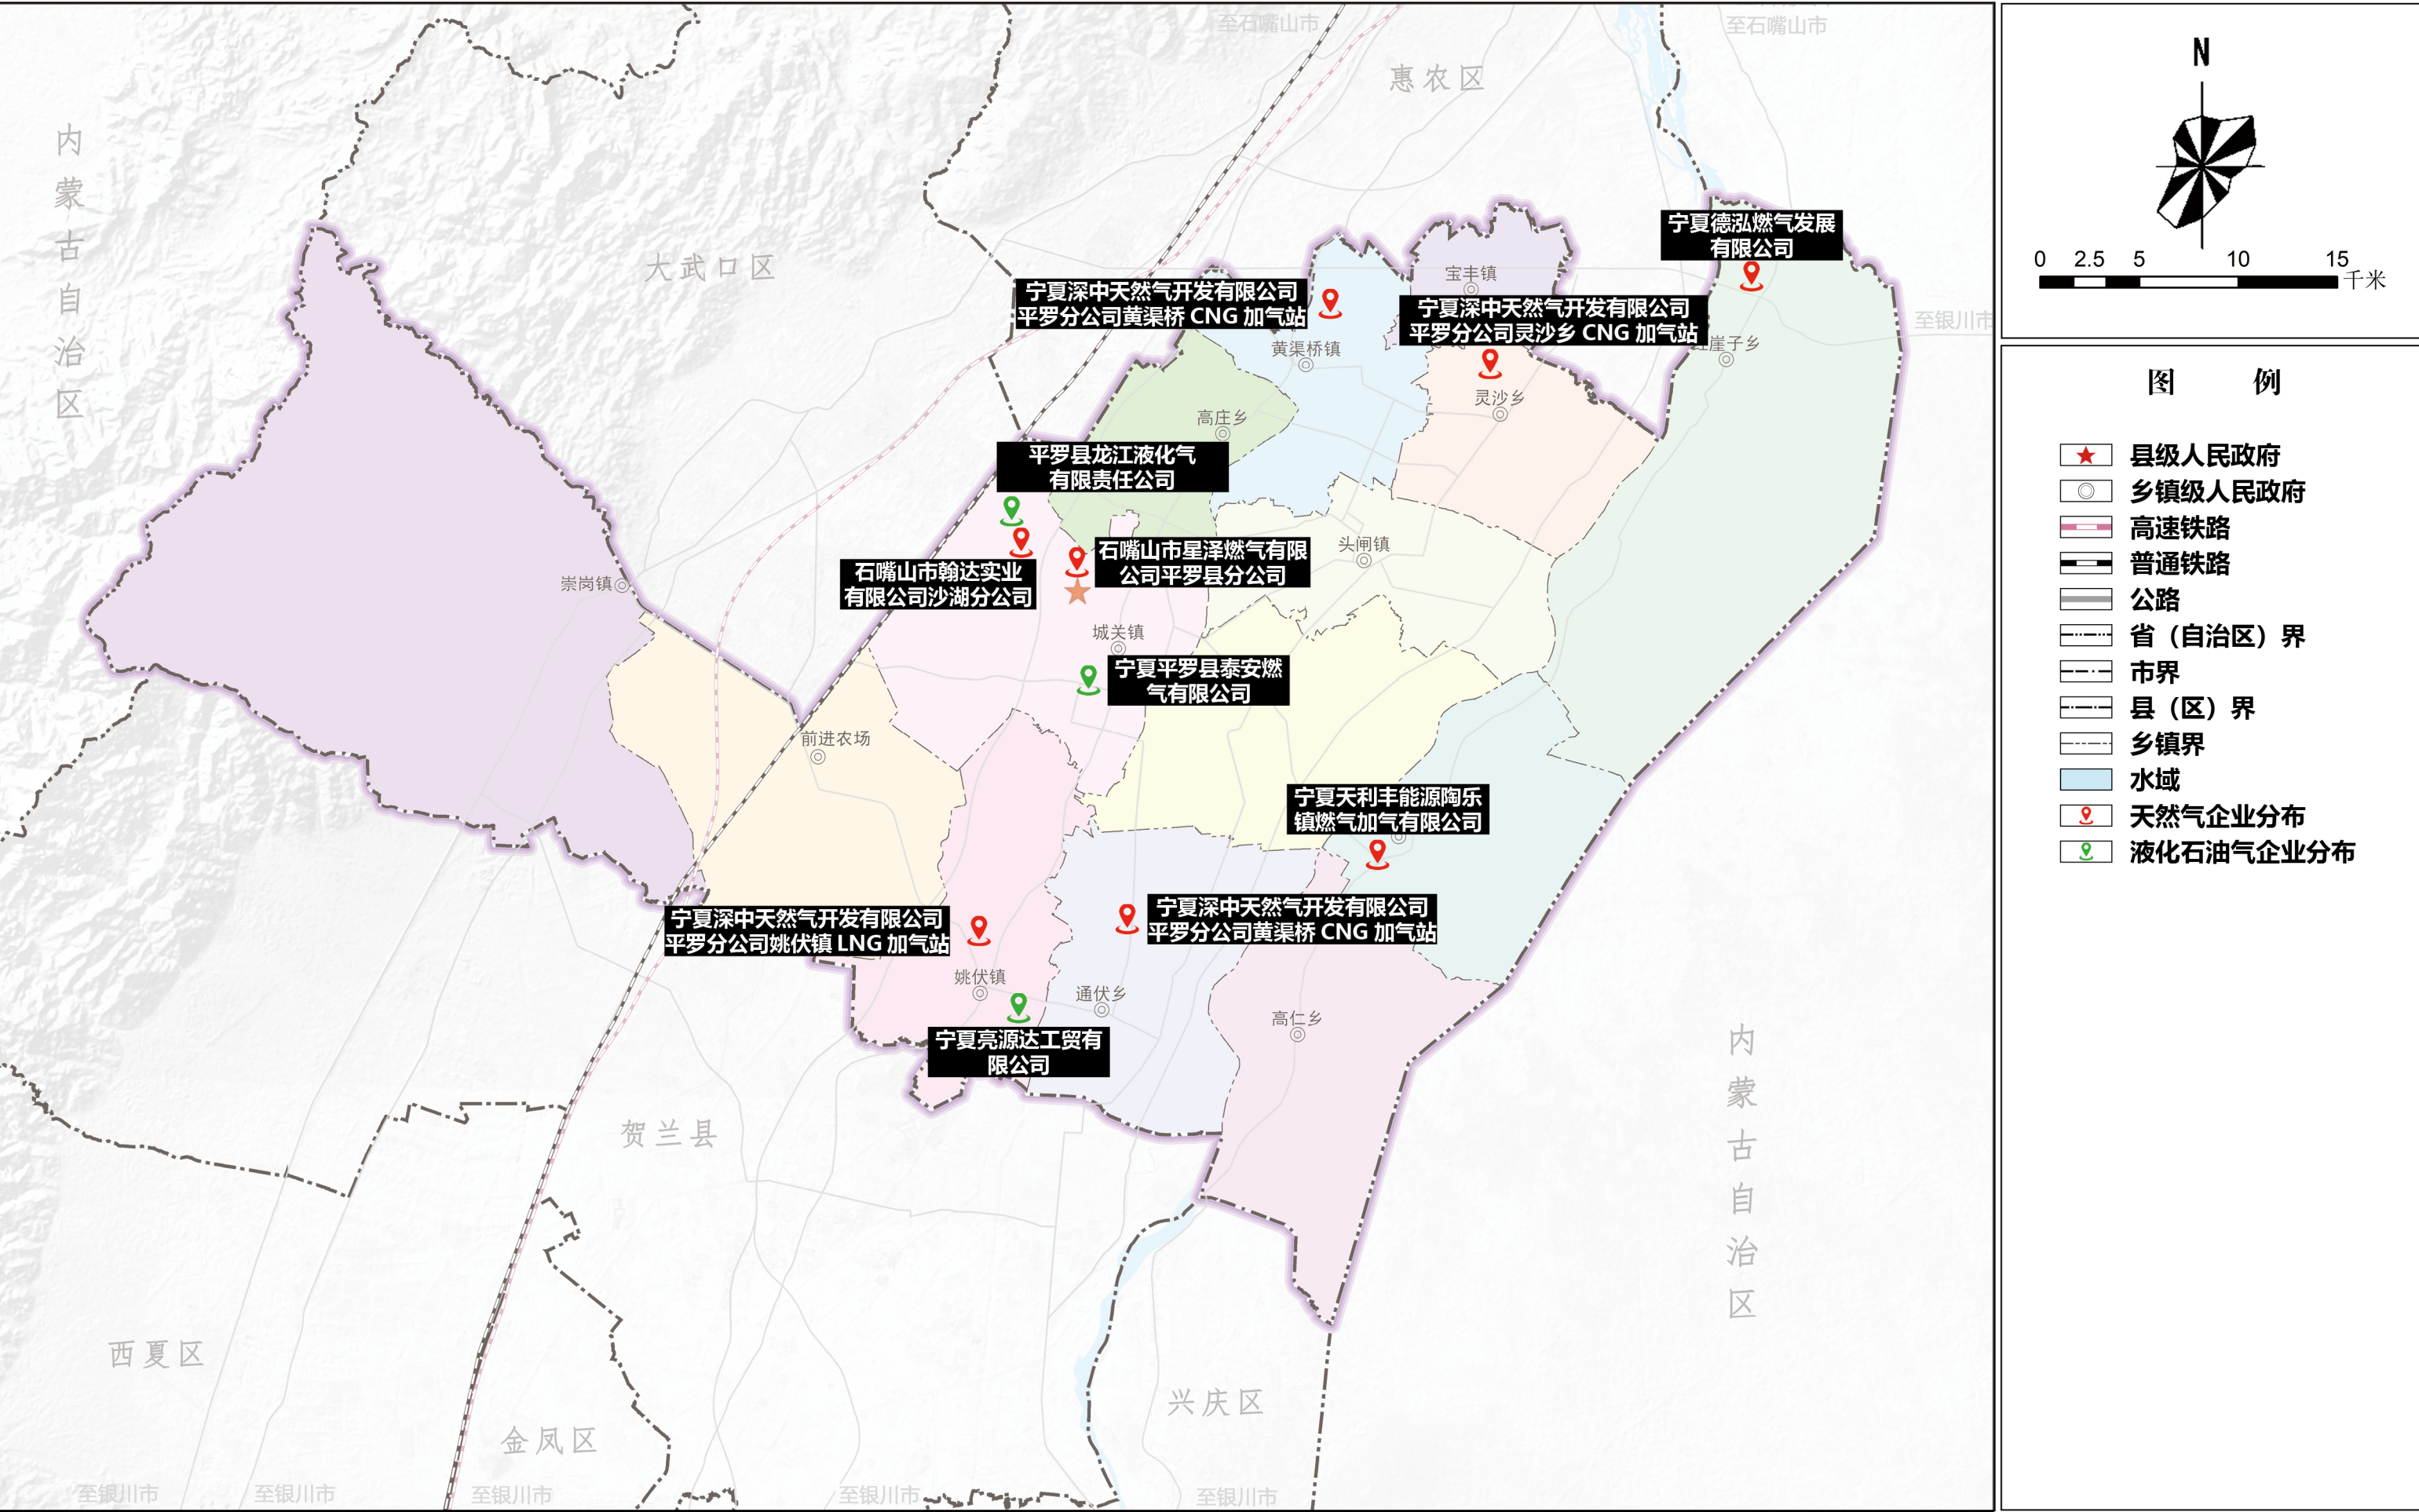 至石嘴山市
至石嘴山市
惠农区
内蒙古自治区
大武口区
宁夏德泓燃气发展
有限公司
宝丰镇
宁夏深中天然气开发有限公司
平罗分公司黄渠桥 CNG 加气站
宁夏深中天然气开发有限公司
平罗分公司灵沙乡 CNG 加气站
至银川市
黄渠桥镇
崖子乡
灵沙乡
高庄乡
平罗县龙江液化气
有限责任公司
头闸镇
石嘴山市星泽燃气有限
公司平罗县分公司
石嘴山市翰达实业
有限公司沙湖分公司
崇岗镇
城关镇
宁夏平罗县泰安燃
气有限公司
前进农场
宁夏天利丰能源陶乐
镇燃气加气有限公司
宁夏深中天然气开发有限公司
平罗分公司姚伏镇 LNG 加气站
宁夏深中天然气开发有限公司
平罗分公司黄渠桥 CNG 加气站
姚伏镇
通伏乡
高仁乡
宁夏亮源达工贸有
限公司
内蒙古自治区
贺兰县
西夏区
金凤区
兴庆区
至银川市
至银川市
至银川市
至银川市
至银川市
N
0 2.5 5 10 15 千米
图 例
县级人民政府
乡镇级人民政府
高速铁路
普通铁路
公路
省（自治区）界
市界
县（区）界
乡镇界
水域
天然气企业分布
液化石油气企业分布